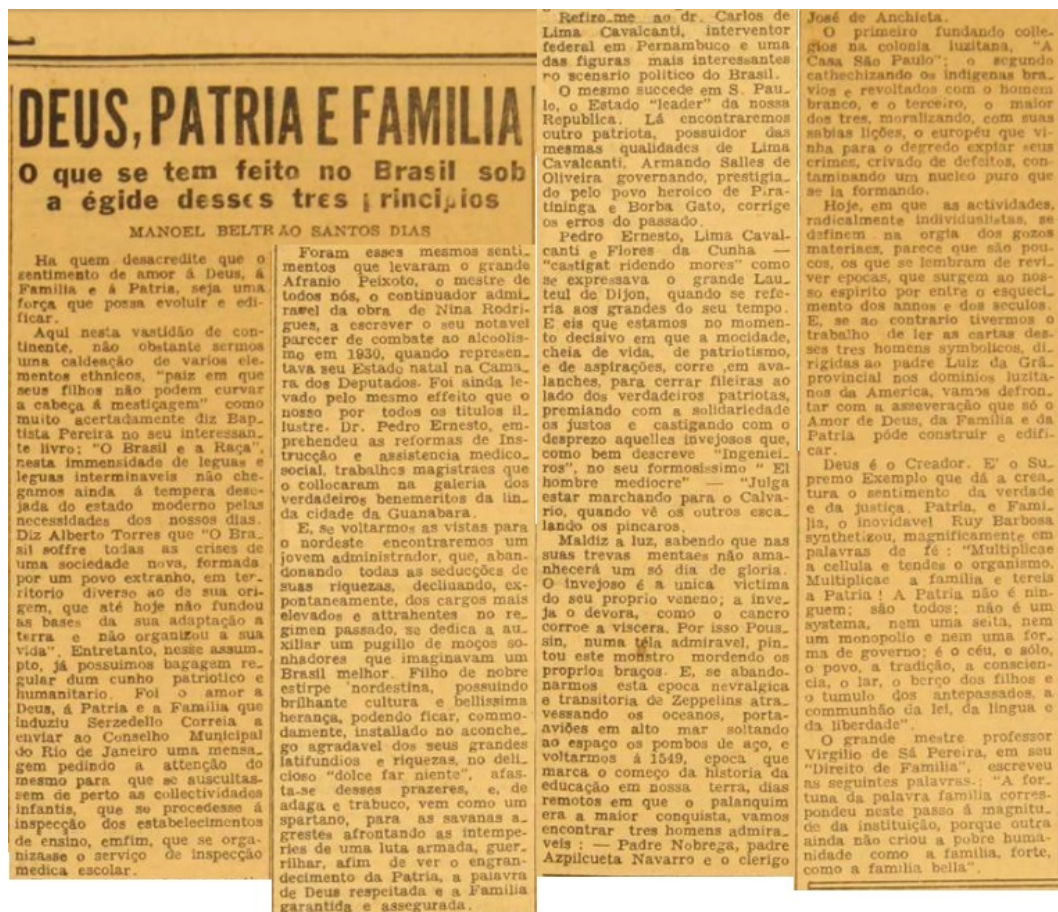 DEUS, PATRIA E FAMILIA
O que se tem feito no Brasil sob
a égide desses tres principios
MANOEL BELTRÃO SANTOS DIAS
Ha quem desacredite que o
sentimento de amor á Deus, á
Familia e á Patria, seja uma
força que possa evoluir e edi-
ficar.
Aqui nesta vastidão de con-
tinente, não obstante sermos
uma caldeação de varios ele-
mentos ethnicos, "paiz em que
seus filhos não podem curvar
a cabeça á mestiçagem" como
muito acertadamente diz Bap-
tista Pereira no seu interessan-
te livro; "O Brasil e a Raça",
nesta immensidade de leguas e
leguas interminaveis não che-
gamos ainda á tempera dese-
jada do estado moderno pelas
necessidades dos nossos dias.
Diz Alberto Torres que "O Bra-
sil soffre todas as crises de
uma sociedade nova, formada
por um povo extranho, em ter-
ritorio diverso ao de sua ori-
gem, que até hoje não fundou
as bases da sua adaptação a
terra e não organizou a sua
vida". Entretanto, nesse assum-
pto, já possuimos bagagem re-
gular dum cunho patriotico e
humanitario. Foi o amor a
Deus, á Patria e a Familia que
induziu Serzedello Correia a
enviar ao Conselho Municipal
do Rio de Janeiro uma mensa-
gem pedindo a attenção do
mesmo para que se auscultas-
sem de perto as collectividades
infantis, que se procedesse á
inspecção dos estabelecimentos
de ensino, emfim, que se orga-
nizasse o serviço de inspecção
medica escolar.
Foram esses mesmos senti-
mentos que levaram o grande
Afranio Peixoto, o mestre de
todos nós, o continuador admi-
ravel da obra de Nina Rodri-
gues, a escrever o seu notavel
parecer de combate ao alcoolis-
mo em 1930, quando represen-
tava seu Estado natal na Cama-
ra dos Deputados. Foi ainda le-
vado pelo mesmo effeito que o
nosso por todos os titulos il-
lustre. Dr. Pedro Ernesto, em-
prehendeu as reformas de Ins-
trucção e assistencia medico-
social, trabalhos magistraes que
o collocaram na galeria dos
verdadeiros benemeritos da lin-
da cidade da Guanabara.
E, se voltarmos as vistas para
o nordeste encontraremos um
jovem administrador, que, aban-
donando todas as seducções de
suas riquezas, declinando, ex-
pontaneamente, dos cargos mais
elevados e attrahentes no re-
gimen passado, se dedica a au-
xiliar um pugillo de moços so-
nhadores que imaginavam um
Brasil melhor. Filho de nobre
estirpe nordestina, possuindo
brilhante cultura e bellissima
herança, podendo ficar, commo-
damente, installado no aconche-
go agradavel dos seus grandes
latifundios e riquezas, no deli-
cioso "dolce far niente", afas-
ta-se desses prazeres, e, de
adaga e trabuco, vem como um
spartano, para as savanas a-
grestes afrontando as intempe-
ries de uma luta armada, guer-
rilhar, afim de ver o engran-
decimento da Patria, a palavra
de Deus respeitada e a Familia
garantida e assegurada.
Refiro-me ao dr. Carlos de
Lima Cavalcanti, interventor
federal em Pernambuco e uma
das figuras mais interessantes
no scenario politico do Brasil.
O mesmo succede em S. Pau-
lo, o Estado "leader" da nossa
Republica. Lá encontraremos
outro patriota, possuidor das
mesmas qualidades de Lima
Cavalcanti. Armando Salles de
Oliveira governando, prestigia-
do pelo povo heroico de Pira-
tininga e Borba Gato, corrige
os erros do passado.
Pedro Ernesto, Lima Caval-
canti e Flores da Cunha —
"castigat ridendo mores" como
se expressava o grande Lau-
teul de Dijon, quando se refe-
ria aos grandes do seu tempo.
E eis que estamos no momen-
to decisivo em que a mocidade,
cheia de vida, de patriotismo,
e de aspirações, corre ,em ava-
lanches, para cerrar fileiras ao
lado dos verdadeiros patriotas,
premiando com a solidariedade
os justos e castigando com o
desprezo aquelles invejosos que,
como bem descreve "Ingeniei-
ros", no seu formosissimo " El
hombre mediocre" — "Julga
estar marchando para o Calva-
rio, quando vê os outros esca-
lando os pincaros.
Maldiz a luz, sabendo que nas
suas trevas mentaes não ama-
nhecerá um só dia de gloria.
O invejoso é a unica victima
do seu proprio veneno; a inve-
ja o devora, como o cancro
corroe a viscera. Por isso Pous-
sin, numa téla admiravel, pin-
tou este monstro mordendo os
proprios braços. E, se abando-
narmos esta epoca nevralgica
e transitoria de Zeppelins atra-
vessando os oceanos, porta-
aviões em alto mar soltando
ao espaço os pombos de aço, e
voltarmos á 1549, epoca que
marca o começo da historia da
educação em nossa terra, dias
remotos em que o palanquim
era a maior conquista, vamos
encontrar tres homens admira-
veis : — Padre Nobrega, padre
Azpilcueta Navarro e o clerigo
José de Anchieta.
O primeiro fundando colle-
gios na colonia luzitana, "A
Casa São Paulo"; o segundo
cathechizando os indigenas bra-
vios e revoltados com o homem
branco, e o terceiro, o maior
dos tres, moralizando, com suas
sabias lições, o européu que vi-
nha para o degredo expiar seus
crimes, crivado de defeitos, con-
taminando um nucleo puro que
se ia formando.
Hoje, em que as actividades,
radicalmente individualistas, se
definem na orgia dos gozos
materiaes, parece que são pou-
cos, os que se lembram de revi-
ver epocas, que surgem ao nos-
so espirito por entre o esqueci-
mento dos annos e dos seculos.
E, se ao contrario tivermos o
trabalho de ler as cartas des-
ses tres homens symbolicos, di-
rigidas ao padre Luiz da Grã-
provincial nos dominios luzita-
nos da America, vamos defron-
tar com a asseveração que só o
Amor de Deus, da Familia e da
Patria póde construir e edifi-
car.
Deus é o Creador. E' o Su-
premo Exemplo que dá a crea-
tura o sentimento da verdade
e da justiça. Patria, e Fami-
lia, o inovidavel Ruy Barbosa
synthetizou, magnificamente em
palavras de fé : "Multiplicae
a cellula e tendes o organismo.
Multiplicae a familia e tereis
a Patria ! A Patria não é nin-
guem; são todos; não é um
systema, nem uma seita, nem
um monopolio e nem uma for-
ma de governo; é o céu, e sólo,
o povo, a tradição, a conscien-
cia, o lar, o berço dos filhos e
o tumulo dos antepassados, a
communhão da lei, da lingua e
da liberdade".
O grande mestre professor
Virgilio de Sá Pereira, em seu
"Direito de Familia", escreveu
as seguintes palavras.; "A for-
tuna da palavra familia corres-
pondeu neste passo á magnitu-
de da instituição, porque outra
ainda não criou a pobre huma-
nidade como a familia, forte,
como a familia bella".